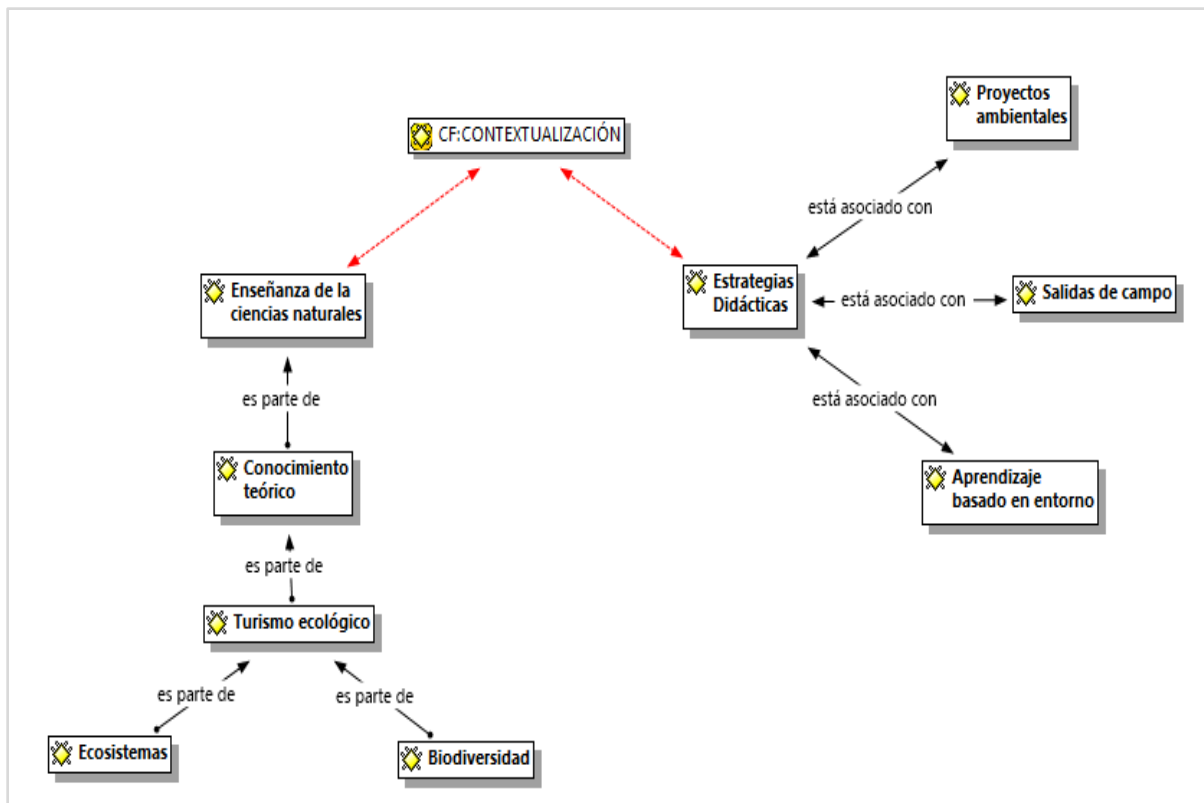 Proyectos
ambientales
CF:CONTEXTUALIZACIÓN
está asociado con
Enseñanza de la
ciencias naturales
Estrategias
Didácticas
está asociado con
Salidas de campo
es parte de
está asociado con
Conocimiento
teórico
Aprendizaje
basado en entorno
es parte de
Turismo ecológico
es parte de
es parte de
Ecosistemas
Biodiversidad